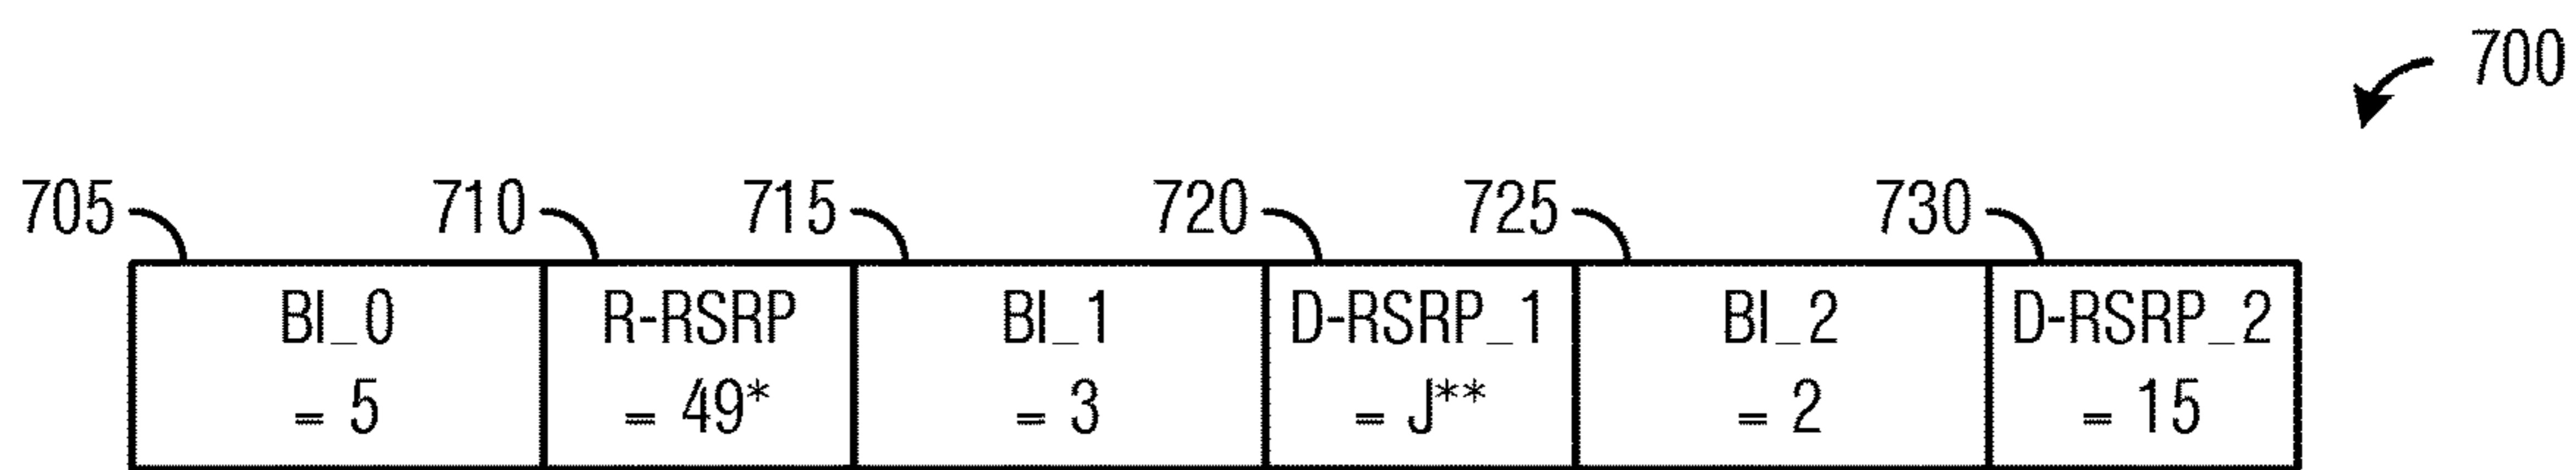 700
705 710 715 720 725 730
BI_0 R-RSRP BI_1 D-RSRP_1 BI_2 D-RSRP_2
= 5 = 49* = 3 = J** = 2 = 15